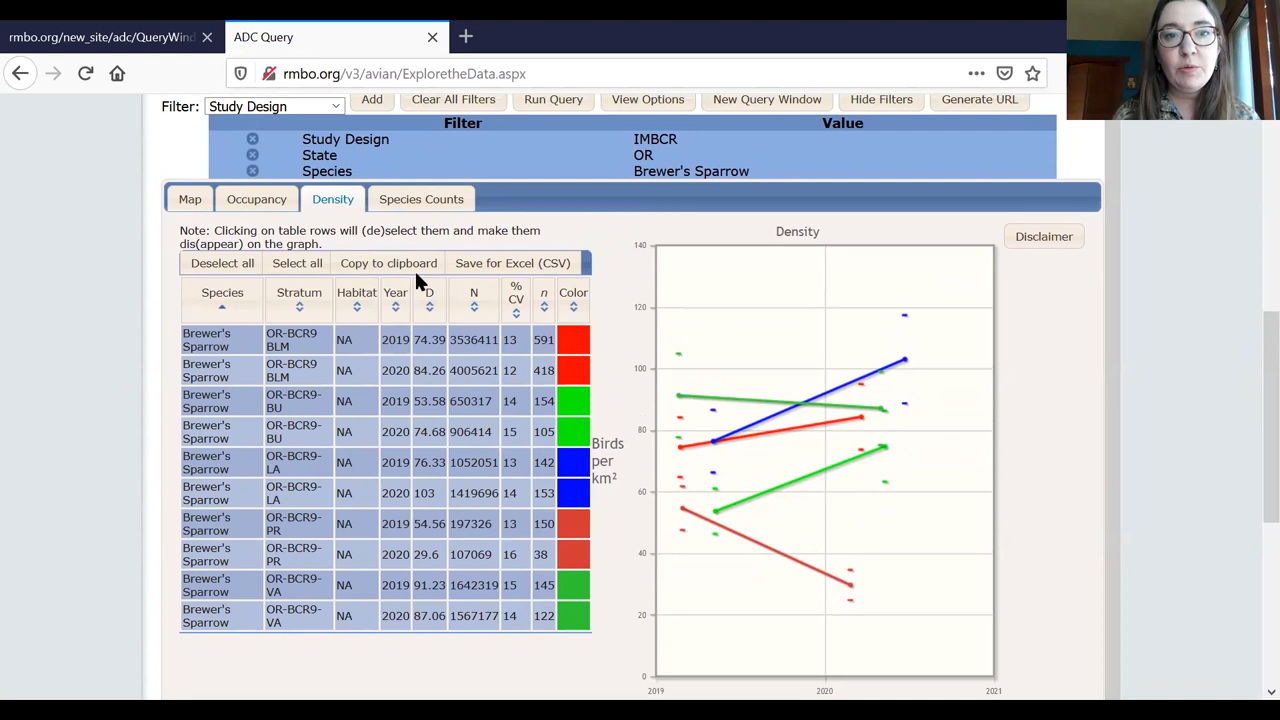 rmbo.org/new_site/adc/QueryWind
ADC Query
rmbo.org/v3/avian/ExploretheData.aspx
Filter: Study Design Add Clear All Filters Run Query View Options New Query Window Hide Filters Generate URL
Filter Value
Study Design IMBCR
State OR
Species Brewer's Sparrow
Map Occupancy Density Species Counts
Note: Clicking on table rows will (de)select them and make them
dis(appear) on the graph.
Disclaimer
Deselect all Select all Copy to clipboard Save for Excel (CSV)
Species Stratum Habitat Year D N % CV n Color
Brewer's Sparrow OR-BCR9 BLM NA 2019 74.39 3536411 13 591
Brewer's Sparrow OR-BCR9 BLM NA 2020 84.26 4005621 12 418
Brewer's Sparrow OR-BCR9-BU NA 2019 53.58 650317 14 154
Brewer's Sparrow OR-BCR9-BU NA 2020 74.68 906414 15 105
Brewer's Sparrow OR-BCR9-LA NA 2019 76.33 1052051 13 142
Brewer's Sparrow OR-BCR9-LA NA 2020 103 1419696 14 153
Brewer's Sparrow OR-BCR9-PR NA 2019 54.56 197326 13 150
Brewer's Sparrow OR-BCR9-PR NA 2020 29.6 107069 16 38
Brewer's Sparrow OR-BCR9-VA NA 2019 91.23 1642319 15 145
Brewer's Sparrow OR-BCR9-VA NA 2020 87.06 1567177 14 122
Density
140
120
100
80
60
40
20
0
Birds
per
km²
2019 2020 2021